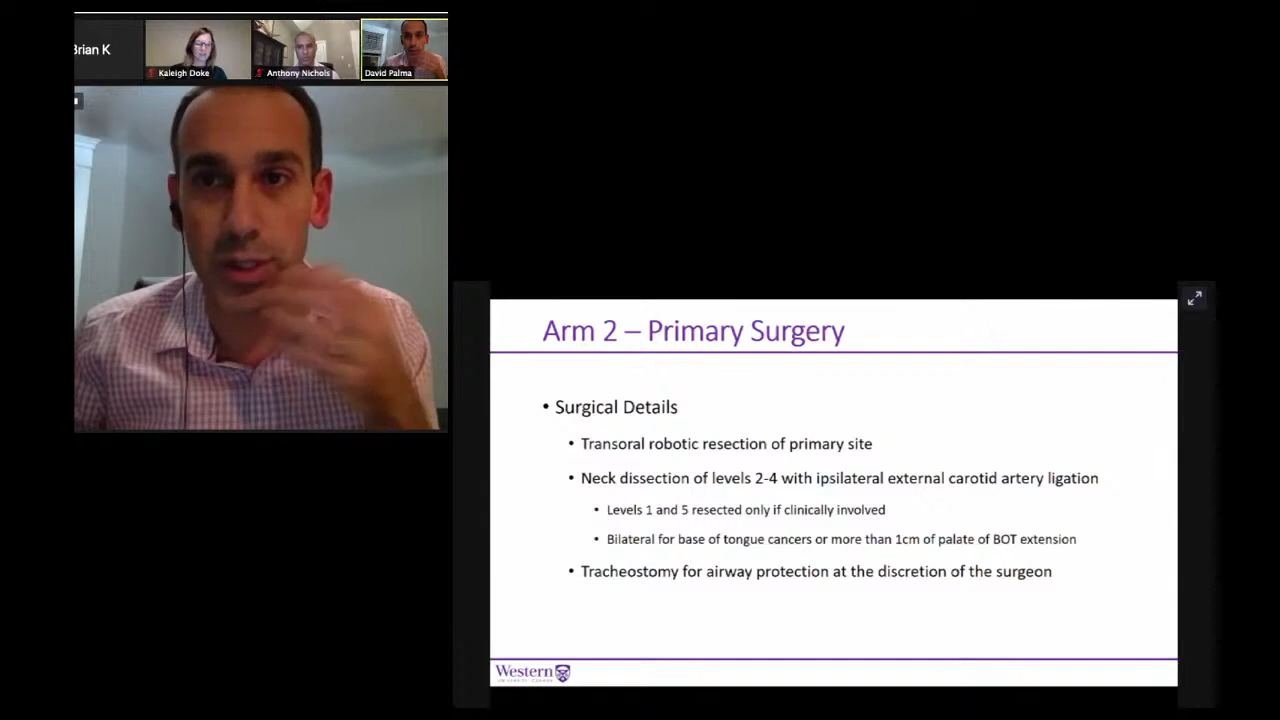 Brian K
Kaleigh Doke
Anthony Nichols
David Palma
Arm 2 – Primary Surgery
• Surgical Details
• Transoral robotic resection of primary site
• Neck dissection of levels 2-4 with ipsilateral external carotid artery ligation
• Levels 1 and 5 resected only if clinically involved
• Bilateral for base of tongue cancers or more than 1cm of palate of BOT extension
• Tracheostomy for airway protection at the discretion of the surgeon
Western